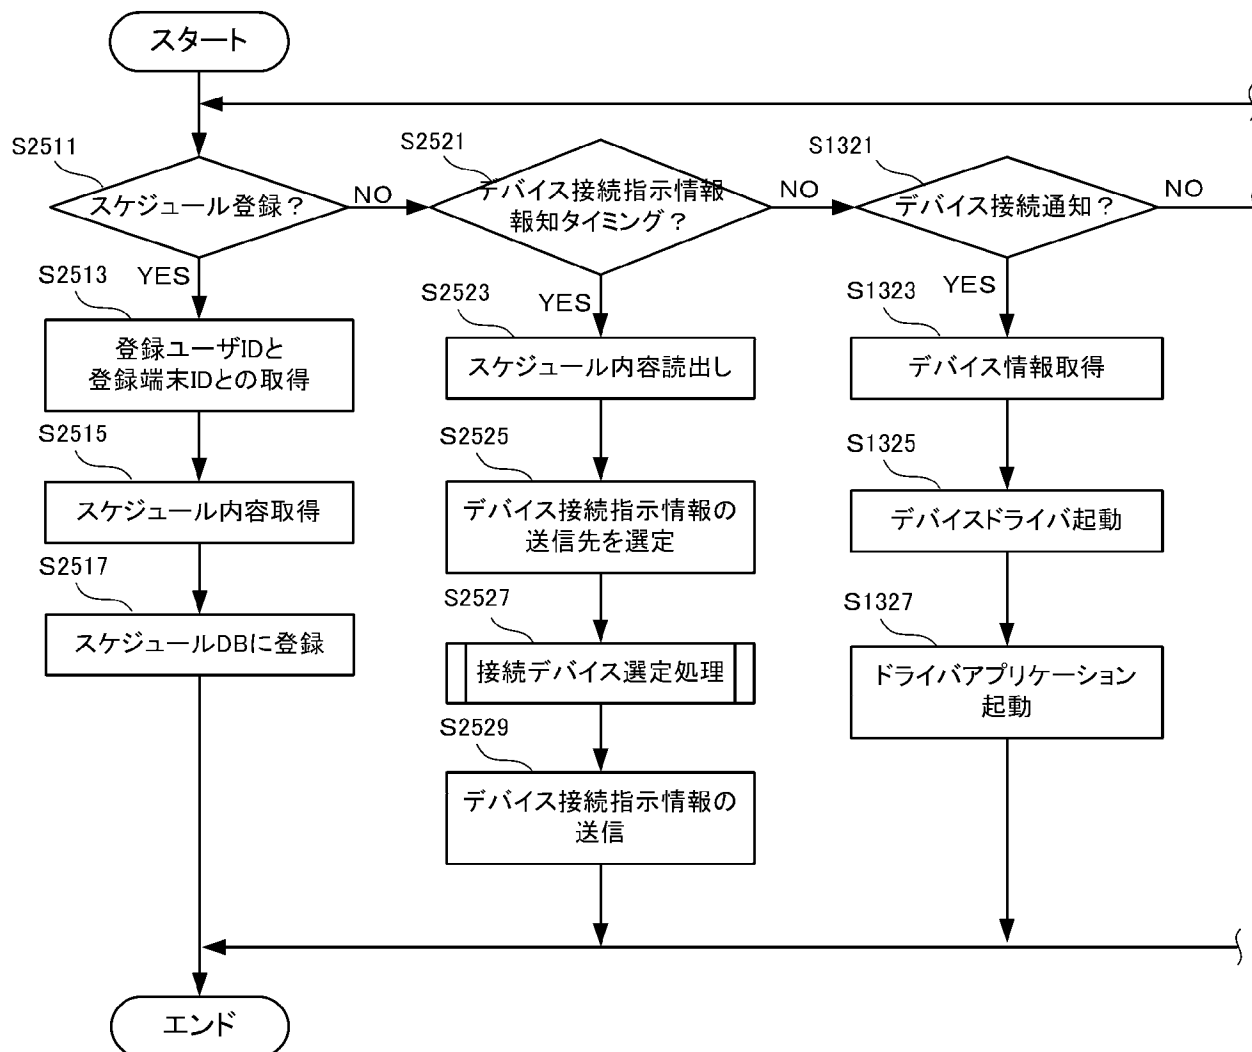 スタート
S2511
スケジュール登録？
NO
YES
S2513
登録ユーザIDと
登録端末IDとの取得
S2515
スケジュール内容取得
S2517
スケジュールDBに登録
エンド
S2521
デバイス接続指示情報
報知タイミング？
NO
YES
S2523
スケジュール内容読出し
S2525
デバイス接続指示情報の
送信先を選定
S2527
接続デバイス選定処理
S2529
デバイス接続指示情報の
送信
S1321
デバイス接続通知？
NO
YES
S1323
デバイス情報取得
S1325
デバイスドライバ起動
S1327
ドライバアプリケーション
起動